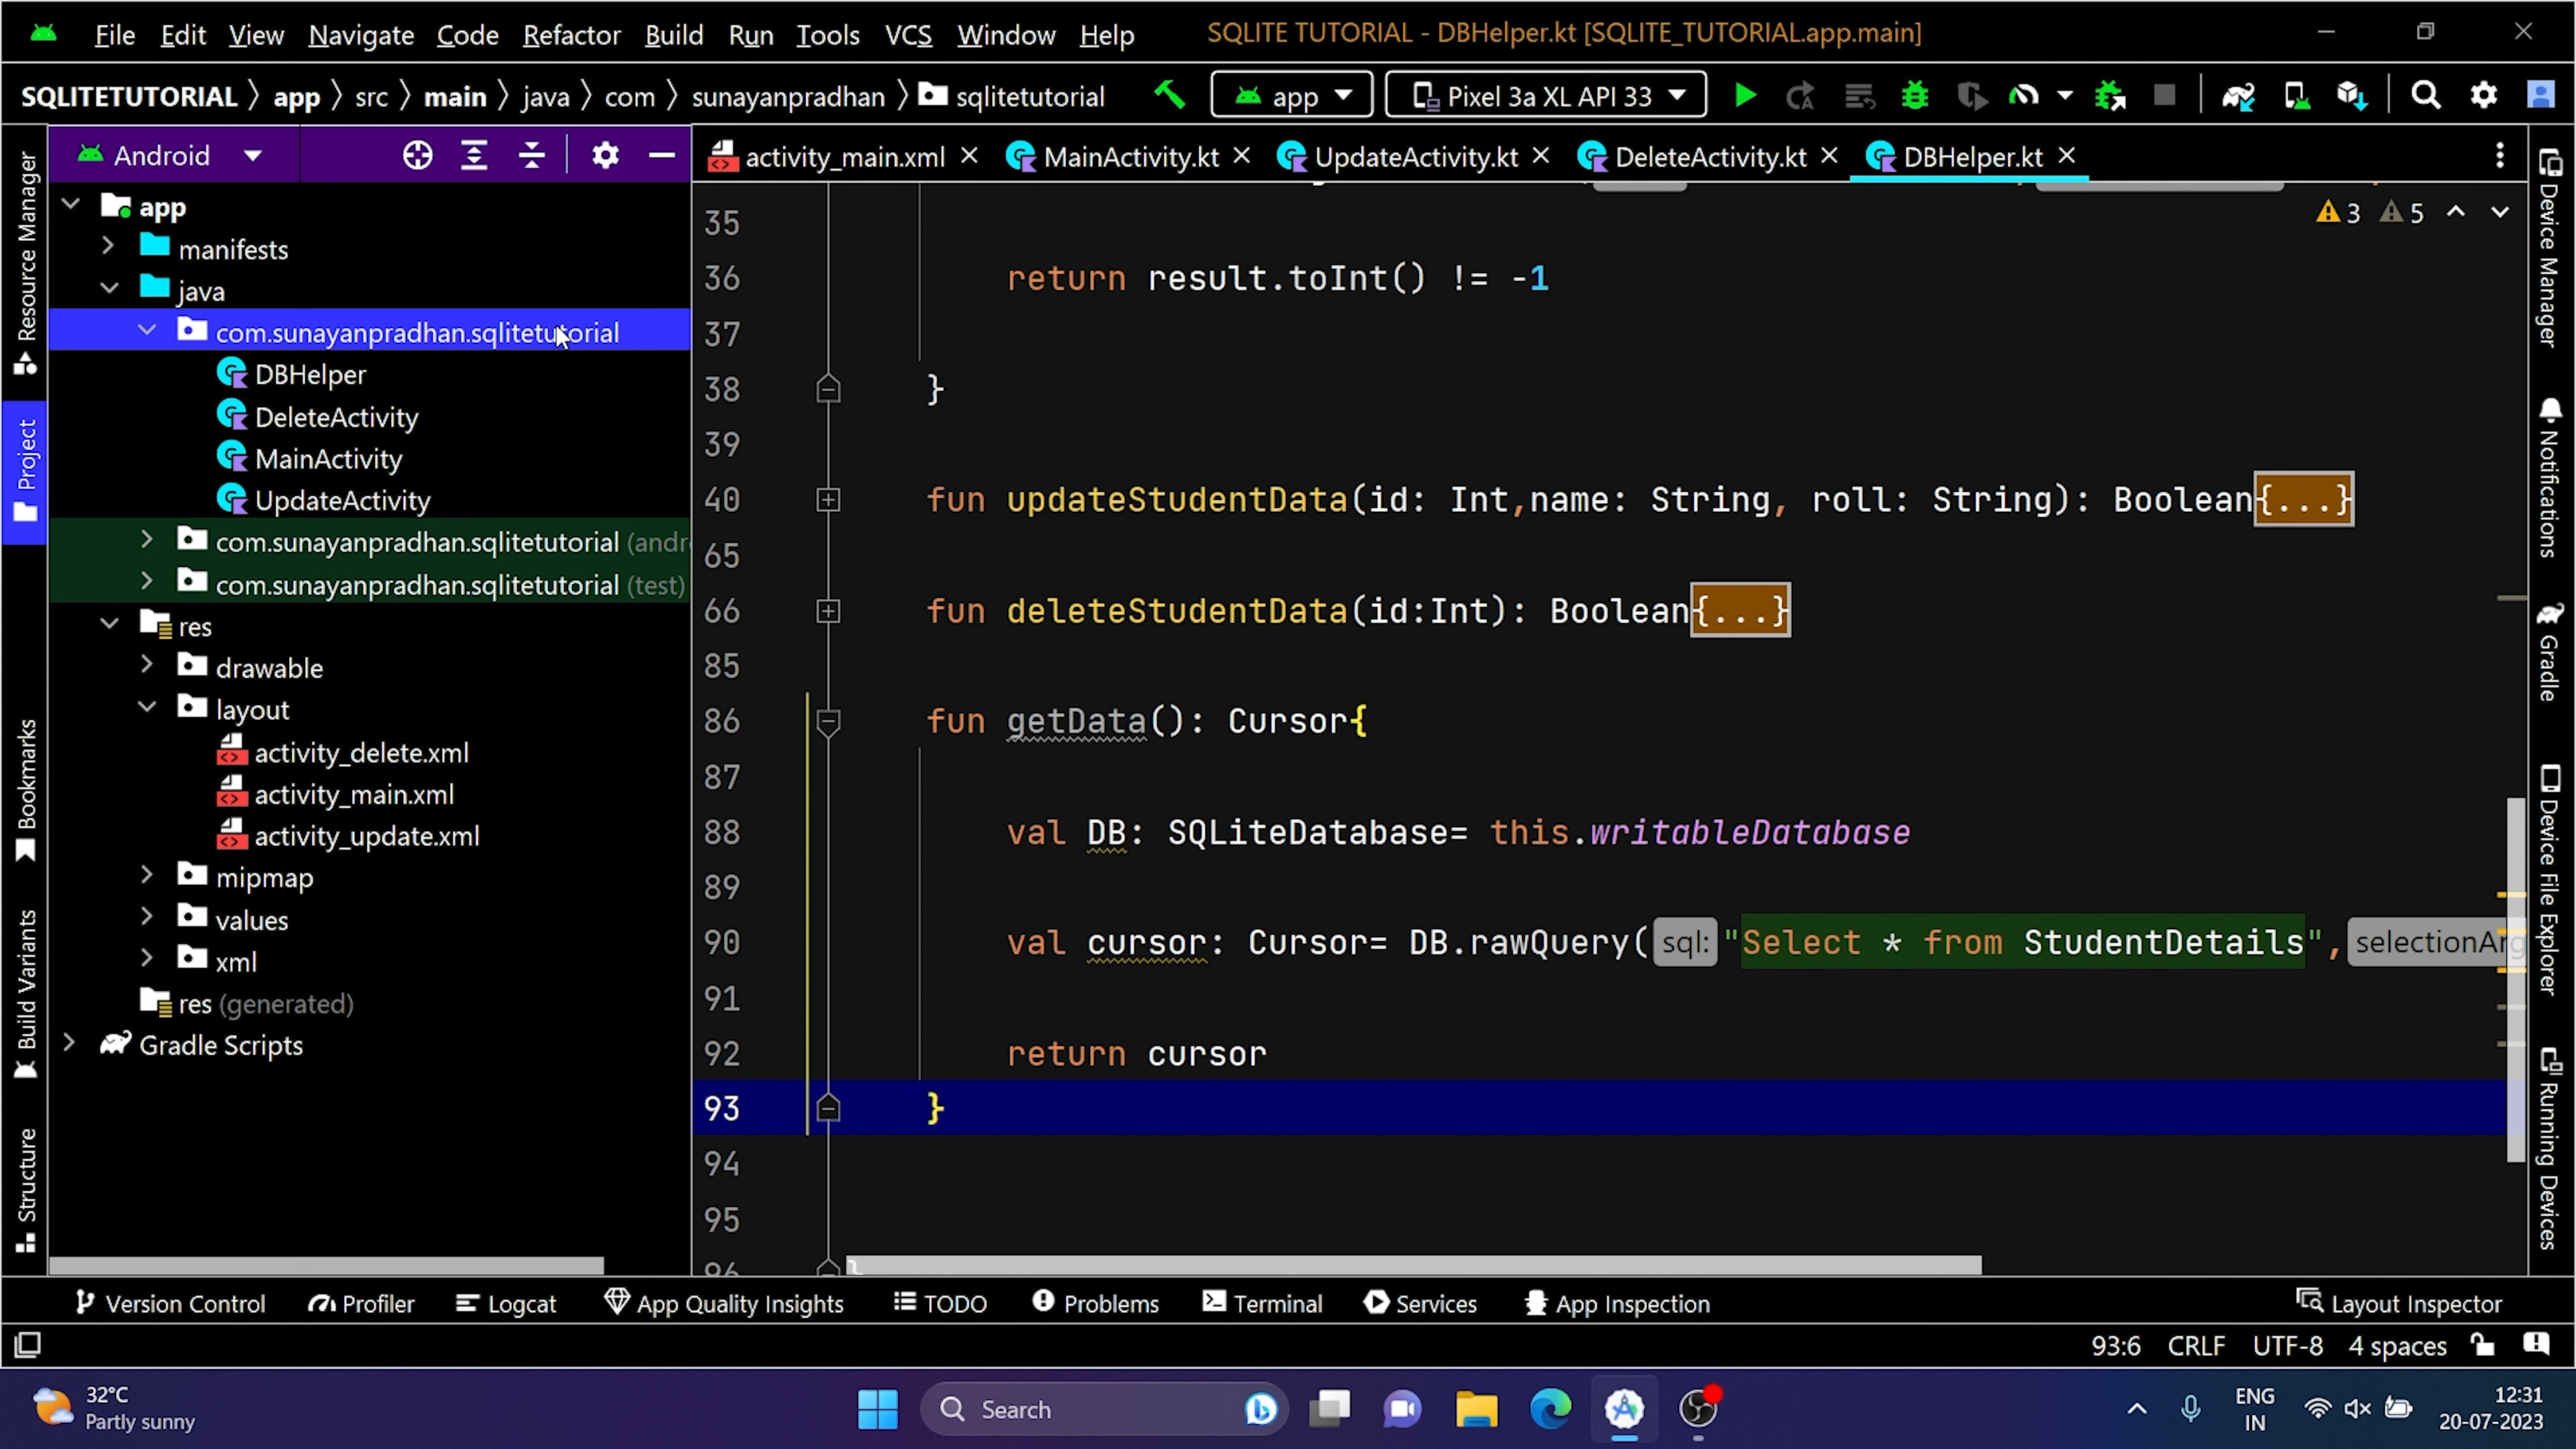 File Edit View Navigate Code Refactor Build Run Tools VCS Window Help SQLITE TUTORIAL - DBHelper.kt [SQLITE_TUTORIAL.app.main]
SQLITETUTORIAL app src main java com sunayanpradhan sqlitetutorial app Pixel 3a XL API 33
Android
activity_main.xml MainActivity.kt UpdateActivity.kt DeleteActivity.kt DBHelper.kt
Resource Manager
Project
Bookmarks
Build Variants
Structure
app
manifests
java
com.sunayanpradhan.sqlitetutorial
DBHelper
DeleteActivity
MainActivity
UpdateActivity
com.sunayanpradhan.sqlitetutorial (andr
com.sunayanpradhan.sqlitetutorial (test)
res
drawable
layout
activity_delete.xml
activity_main.xml
activity_update.xml
mipmap
values
xml
res (generated)
Gradle Scripts
3 5
35
36 return result.toInt() != -1
37
38 }
39
40 fun updateStudentData(id: Int,name: String, roll: String): Boolean{...}
65
66 fun deleteStudentData(id:Int): Boolean{...}
85
86 fun getData(): Cursor{
87
88 val DB: SQLiteDatabase= this.writableDatabase
89
90 val cursor: Cursor= DB.rawQuery( sql: "Select * from StudentDetails", selectionArg
91
92 return cursor
93 }
94
95
96 }
Device Manager
Notifications
Gradle
Device File Explorer
Running Devices
Version Control Profiler Logcat App Quality Insights TODO Problems Terminal Services App Inspection Layout Inspector
93:6 CRLF UTF-8 4 spaces
32°C
Partly sunny
Search
ENG
IN
12:31
20-07-2023